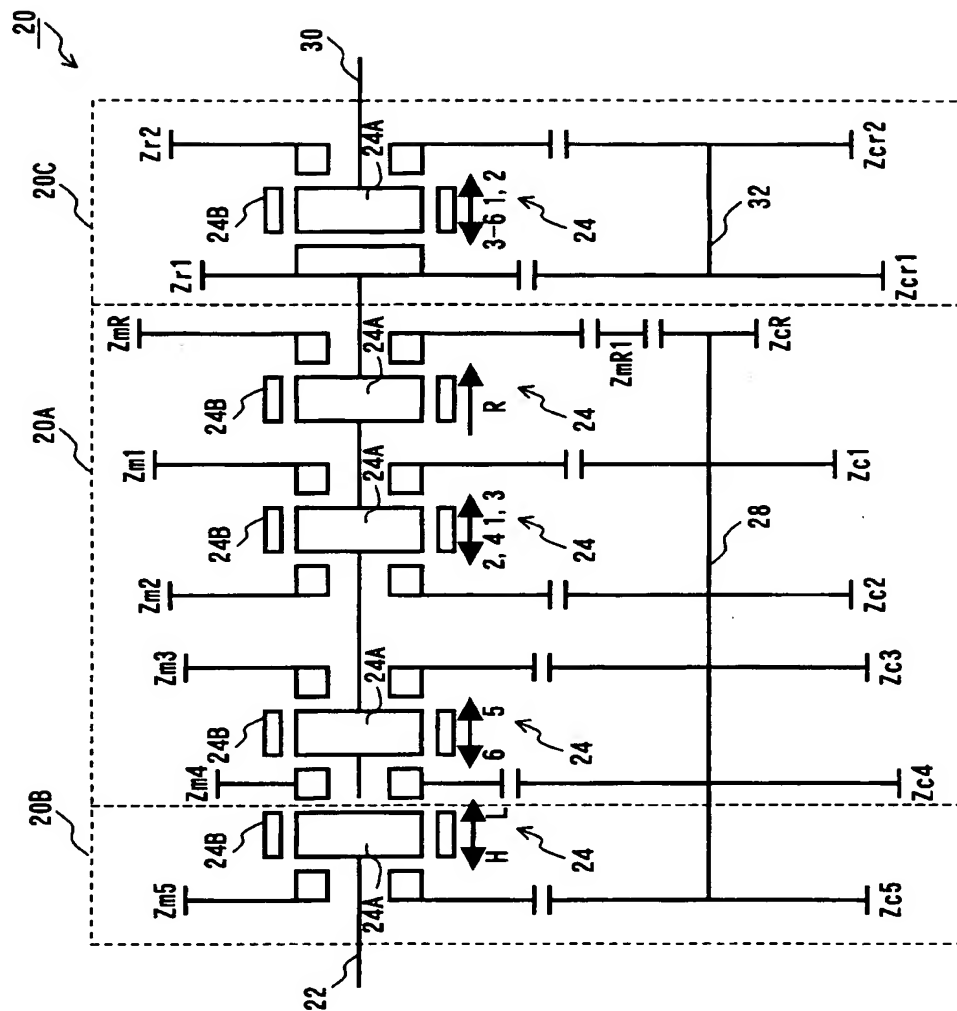 20
20B
20A
20C
Zm5
Zm4
Zm3
Zm2
Zm1
ZmR
Zr1
Zr2
24B
24B
24B
24B
24B
22
24A
24A
24A
24A
24A
30
H L
6 5
2, 4 1, 3
R
3-6 1, 2
24
24
24
24
24
ZmR1
28
32
Zc5
Zc4
Zc3
Zc2
Zc1
ZcR
Zcr1
Zcr2